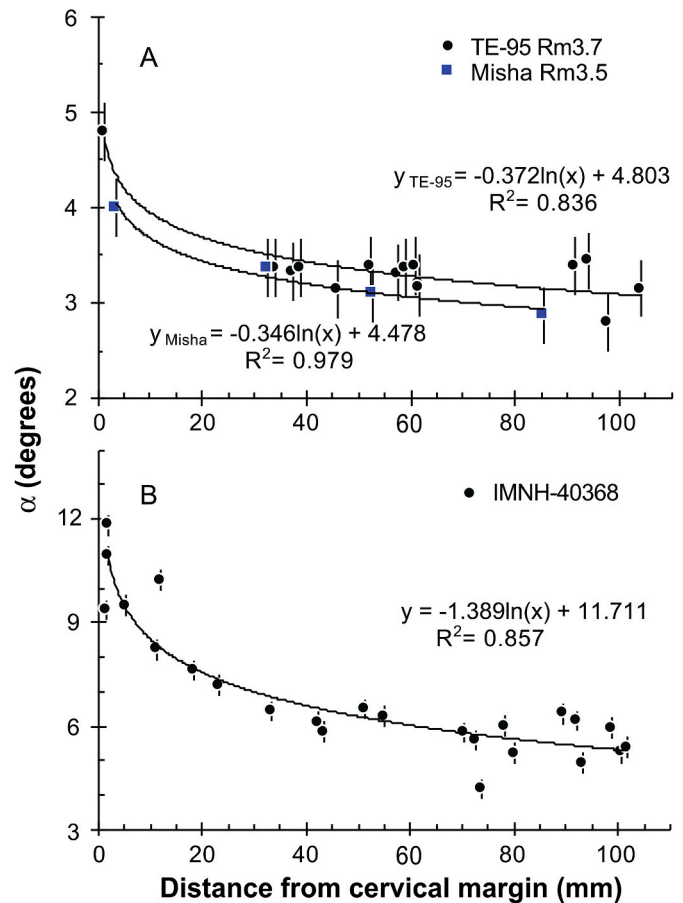 6
5
4
3
2
A
TE-95 Rm3.7
Misha Rm3.5
y TE-95 = -0.372ln(x) + 4.803
R2= 0.836
y Misha = -0.346ln(x) + 4.478
R2= 0.979
0 20 40 60 80 100
α (degrees)
12
9
6
3
B
IMNH-40368
y = -1.389ln(x) + 11.711
R2= 0.857
0 20 40 60 80 100
Distance from cervical margin (mm)